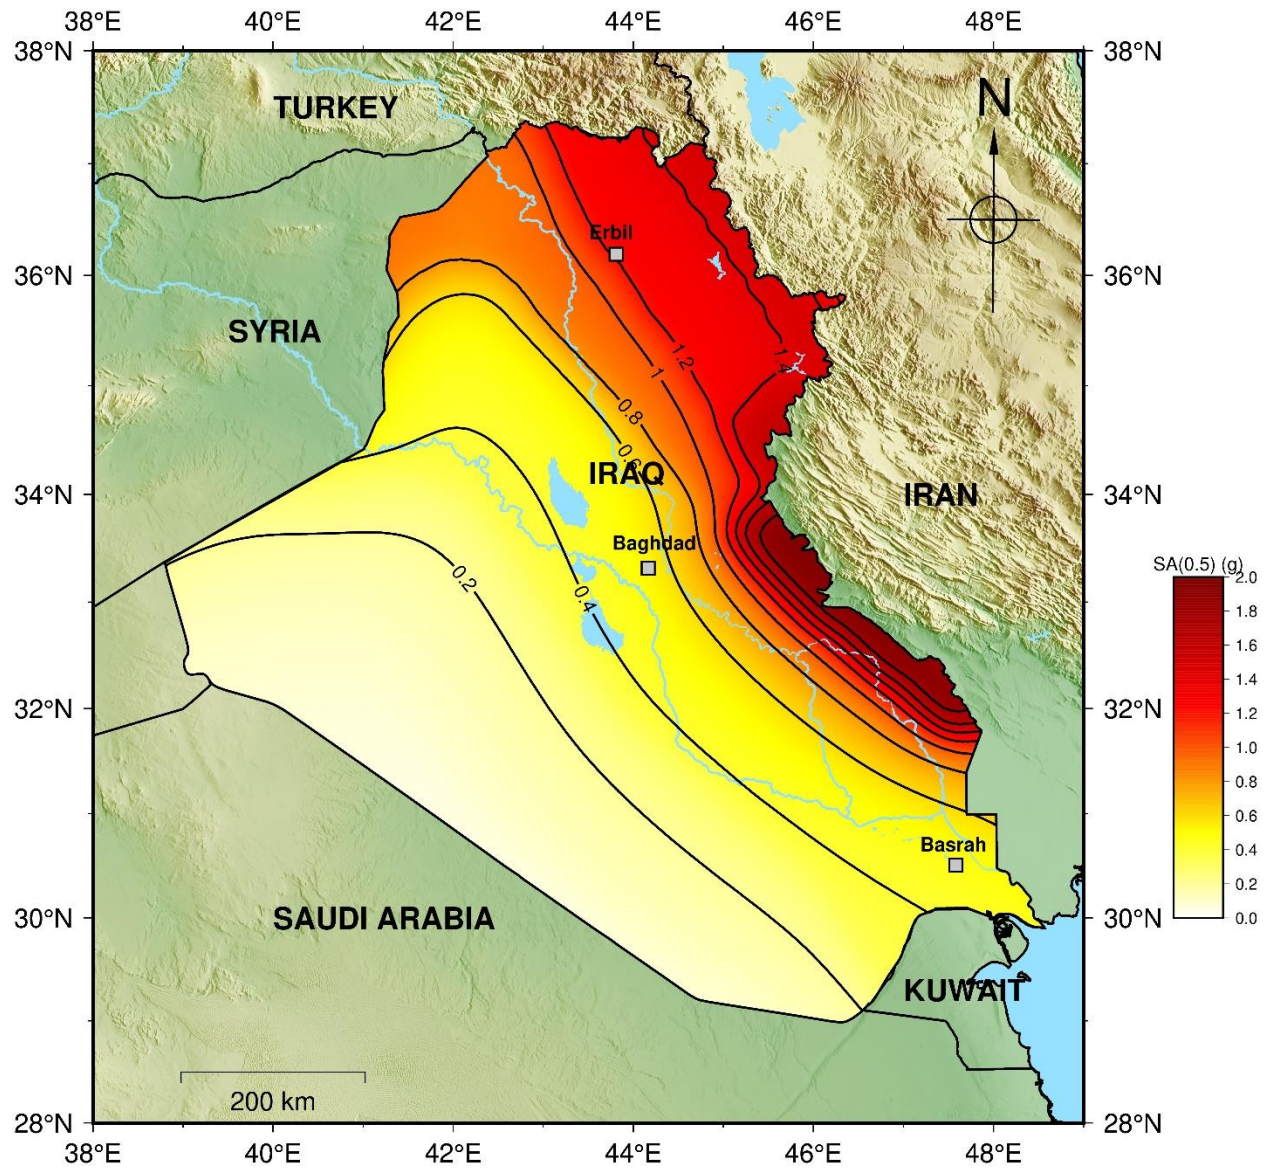 38°E 40°E 42°E 44°E 46°E 48°E
38°N 38°N
TURKEY
N
Erbil
36°N 36°N
SYRIA
1.2 1 1.4
0.8
0.6
IRAQ
34°N IRAN 34°N
Baghdad
SA(0.5) (g)
0.2 0.4
2.0
1.8
1.6
1.4
1.2
1.0
0.8
0.6
0.4
0.2
0.0
32°N 32°N
Basrah
30°N SAUDI ARABIA 30°N
KUWAIT
200 km
28°N 28°N
38°E 40°E 42°E 44°E 46°E 48°E